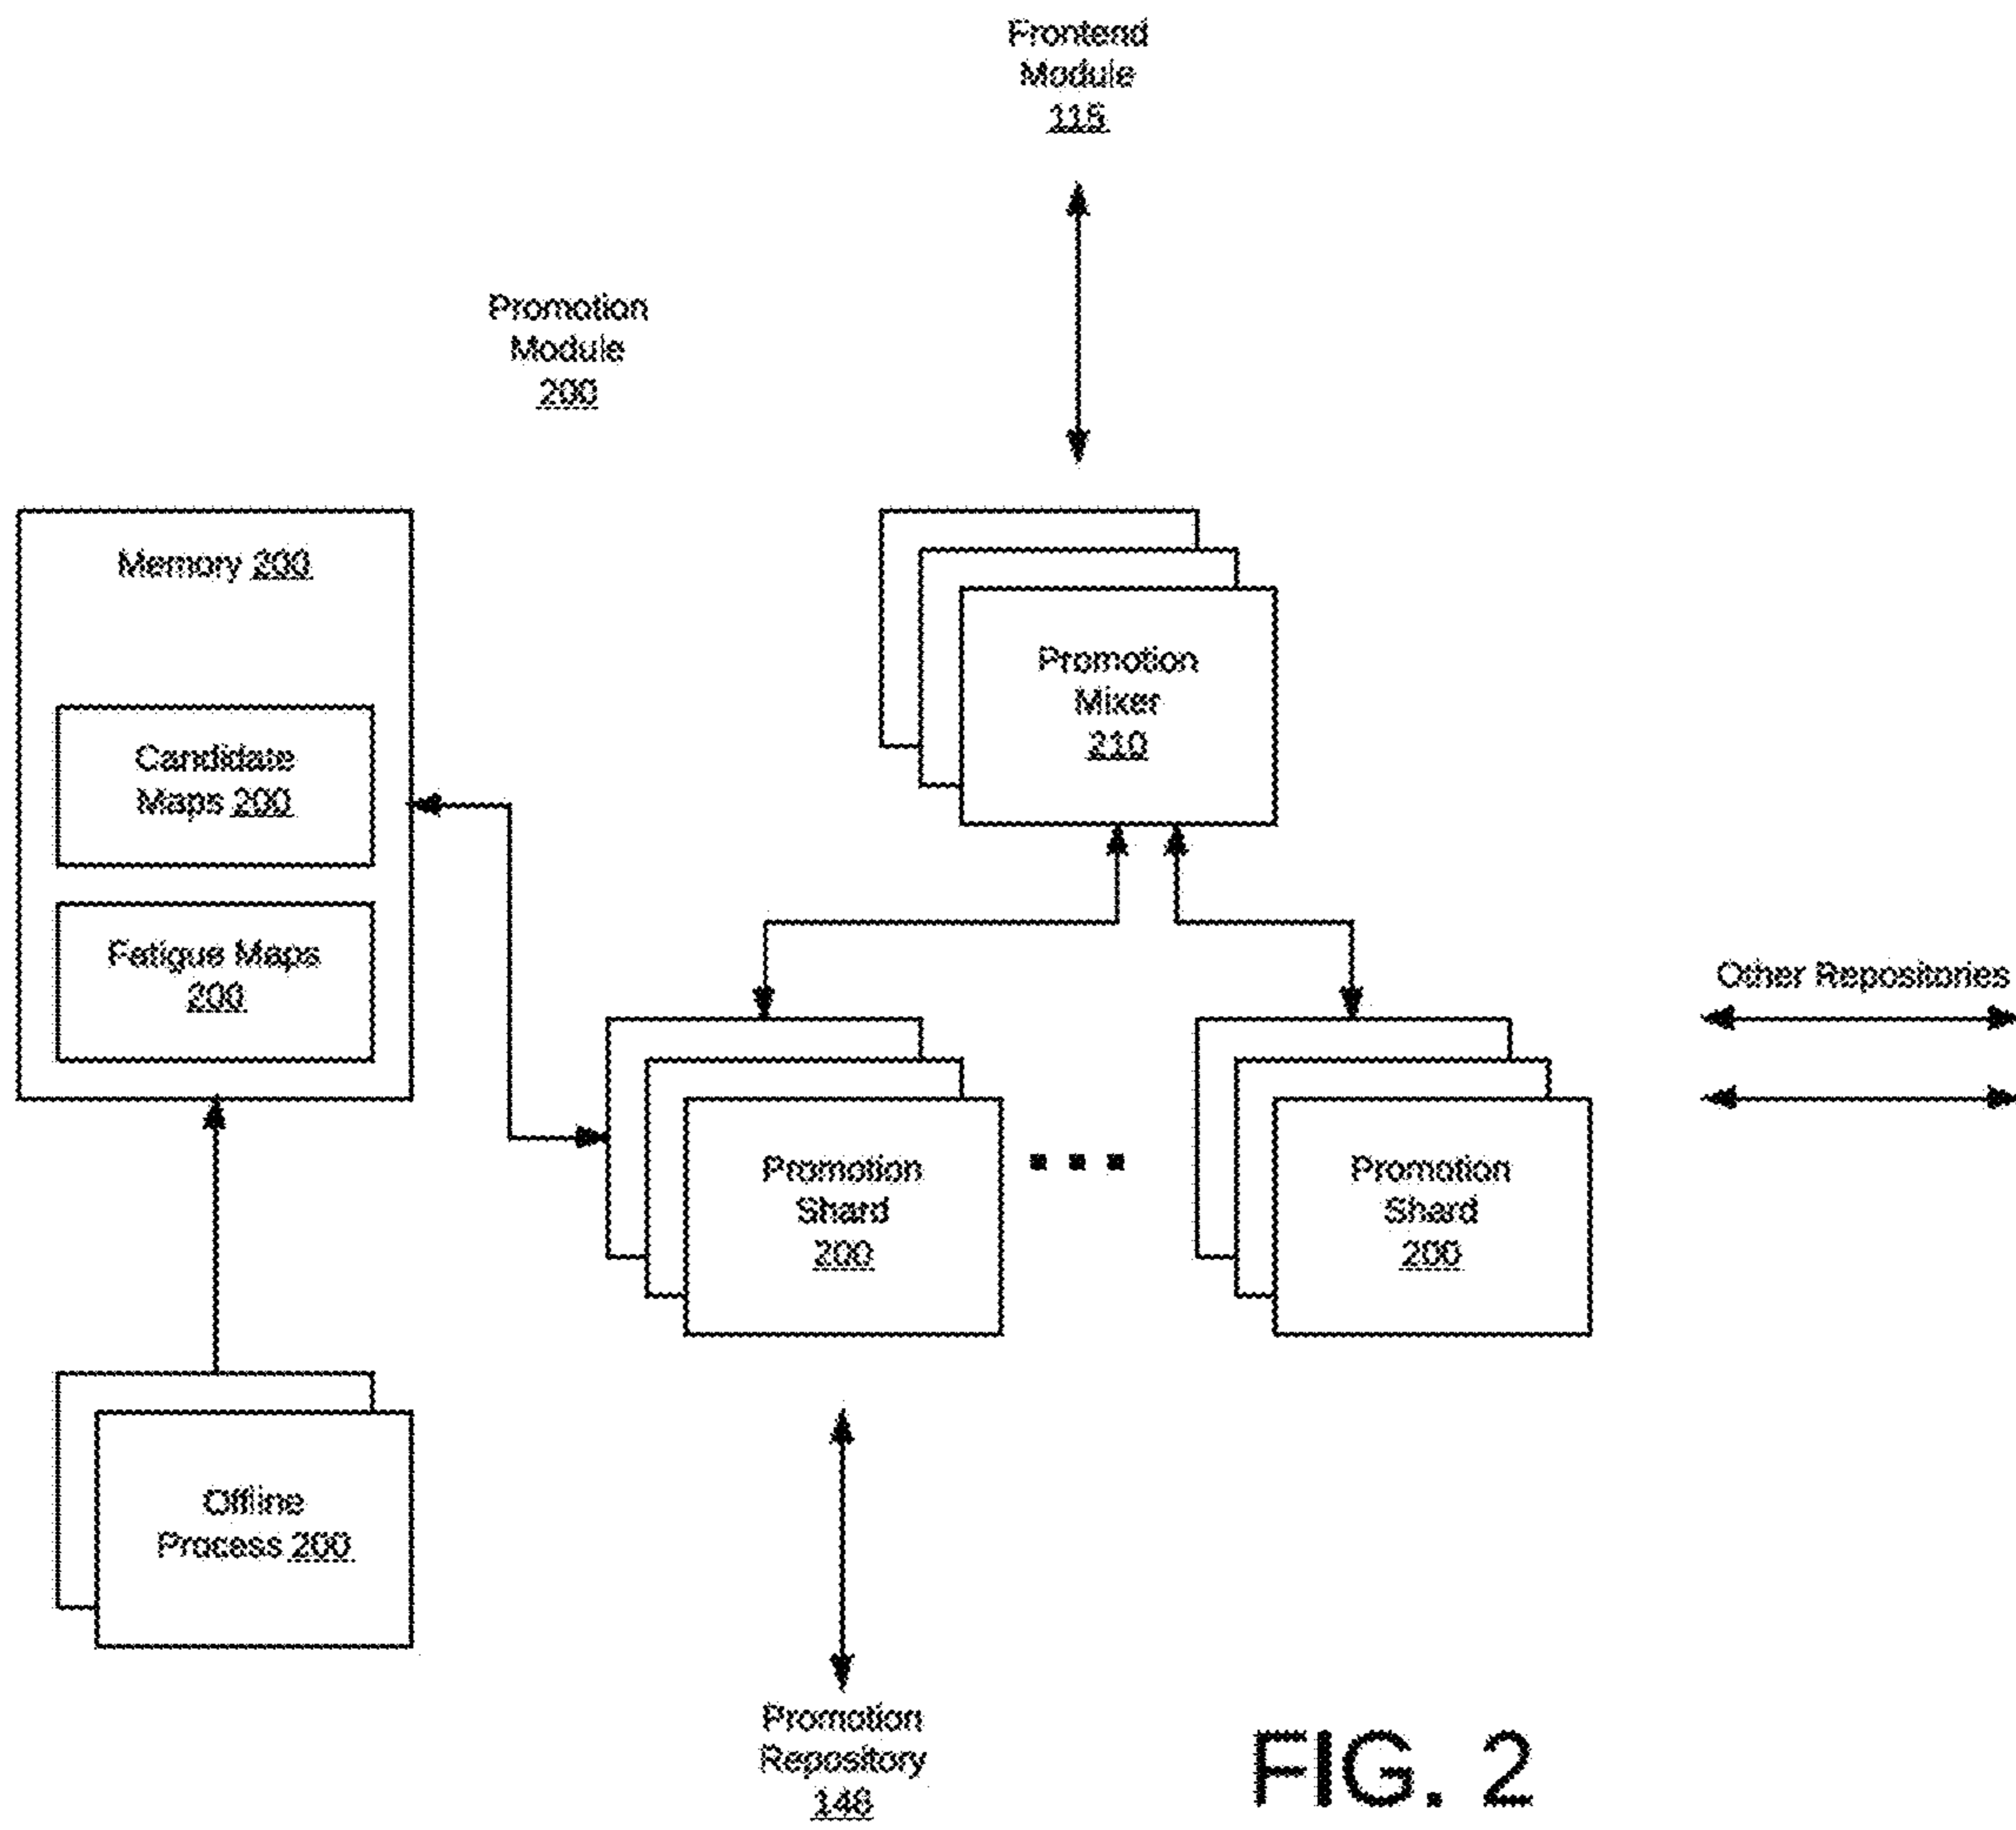 Frontend
Module
115
Promotion
Module
200
Memory 200
Promotion
Mixer
210
Candidate
Maps 200
Fatigue Maps
200
Other Repositories
Promotion
Shard
200
Promotion
Shard
200
Offline
Process 200
Promotion
Repository
140
FIG. 2